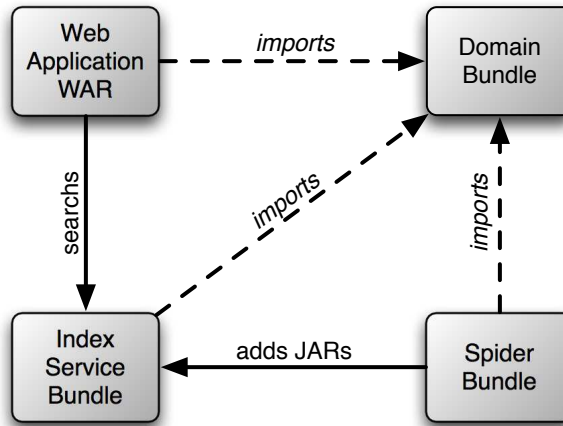 Web
Application
WAR
imports
Domain
Bundle
searchs
imports
imports
Index
Service
Bundle
adds JARs
Spider
Bundle